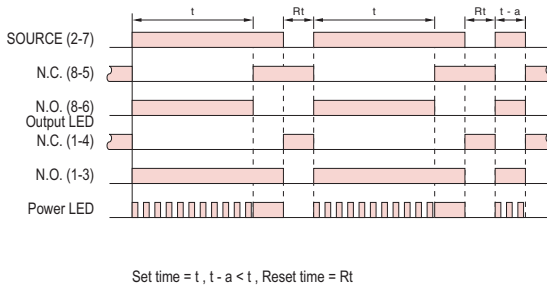 t Rt t Rt t - a
SOURCE (2-7)
N.C. (8-5)
N.O. (8-6)
Output LED
N.C. (1-4)
N.O. (1-3)
Power LED
Set time = t , t - a < t , Reset time = Rt